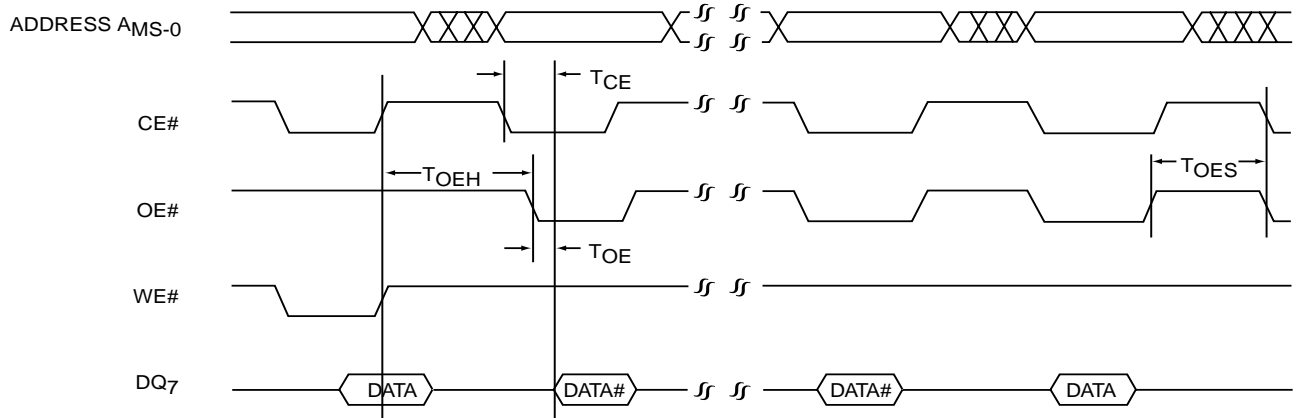 ADDRESS AMS-0
TCE
CE#
TOEH
TOES
OE#
TOE
WE#
DQ7
DATA
DATA#
DATA#
DATA